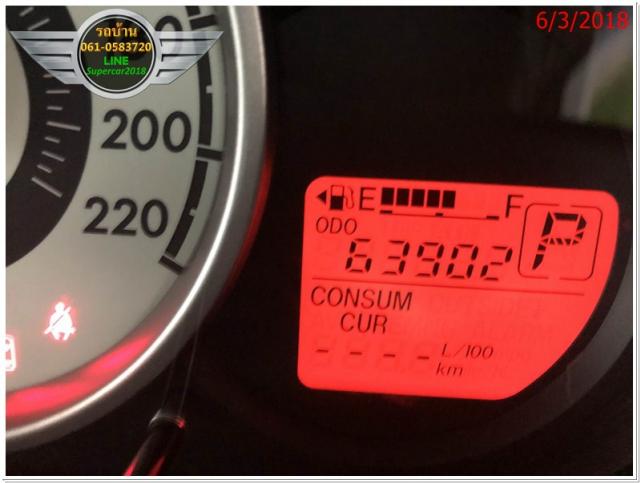 รถบ้าน
061-0583720
LINE
Supercar2018
6/3/2018
200
220
E F
ODO
63902
P
CONSUM
CUR
----
L/100
km